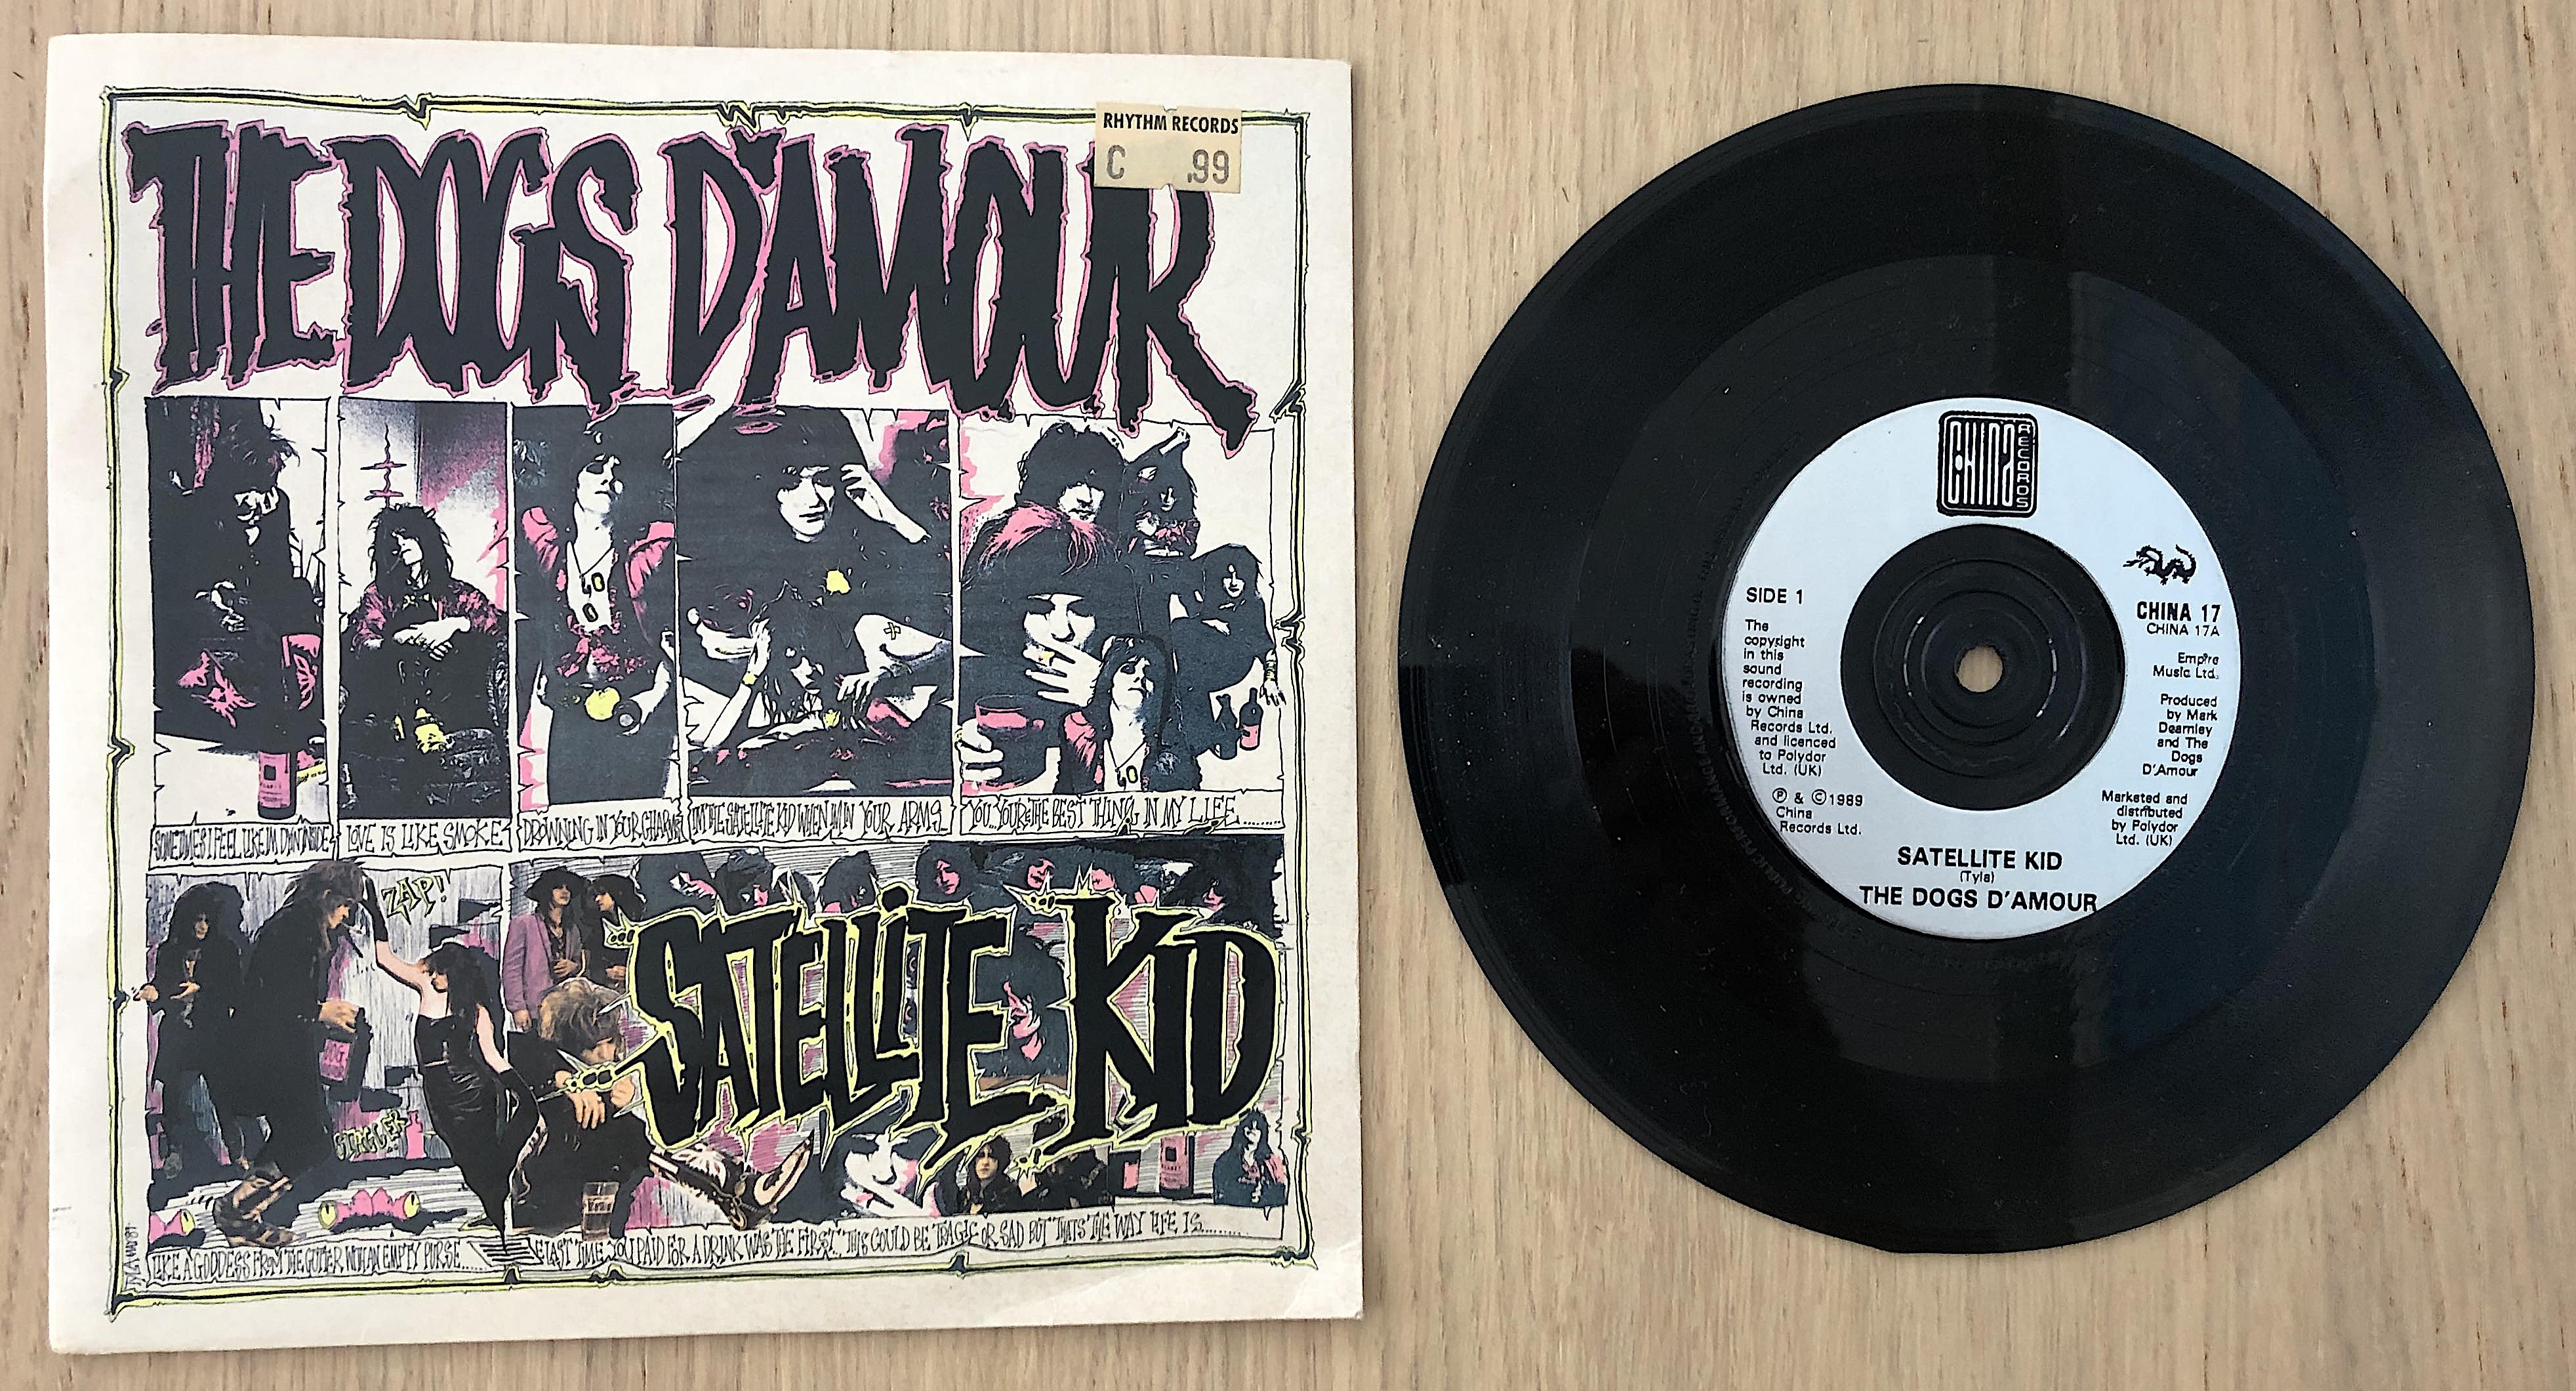 THE DOGS D'AMOUR
RHYTHM RECORDS
C .99
SOMETIMES I FEEL LIKE IM DYIN INSIDE
LOVE IS LIKE SMOKE
DROWNING IN YOUR CHARMS
IM THE SATELLITE KID WHEN IM IN YOUR ARMS
YOU...YOU'RE THE BEST THING IN MY LIFE.........
ZAP!
SATELLITE KID
DOG
LIKE A GODDESS FROM THE GUTTER WITH AN EMPTY PURSE......
LAST TIME YOU PAID FOR A DRINK WAS THE FIRST... THIS COULD BE TRAGIC OR SAD BUT THATS THE WAY LIFE IS.........
CHINA RECORDS
SIDE 1
The
copyright
in this
sound
recording
is owned
by China
Records Ltd.
and licenced
to Polydor
Ltd. (UK)
℗ & ©1989
China
Records Ltd.
CHINA 17
CHINA 17A
Empire
Music Ltd.
Produced
by Mark
Dearnley
and The
Dogs
D'Amour
Marketed and
distributed
by Polydor
Ltd. (UK)
SATELLITE KID
(Tyla)
THE DOGS D'AMOUR